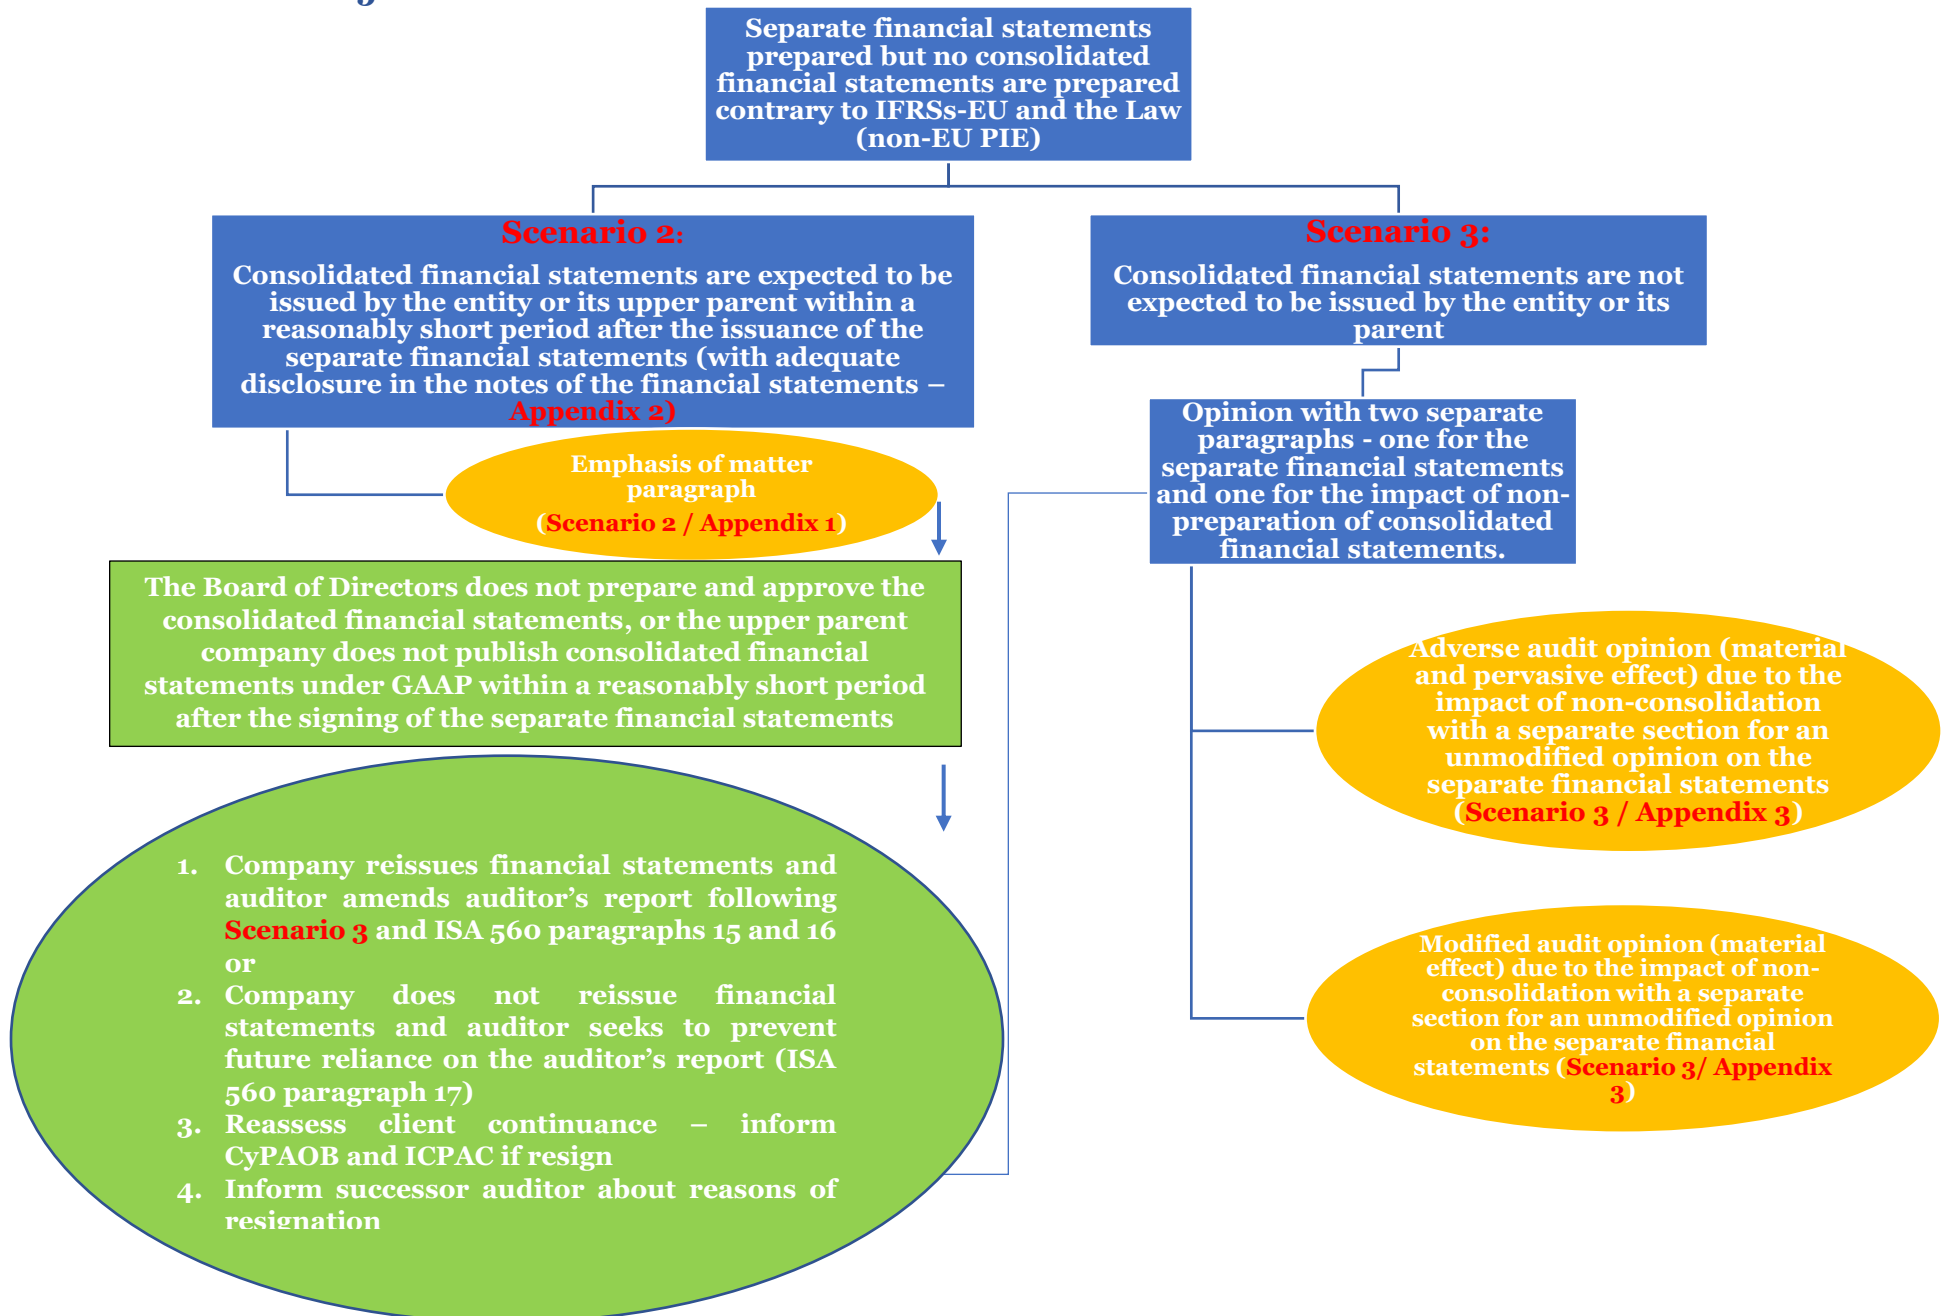 Separate financial statements
prepared but no consolidated
financial statements are prepared
contrary to IFRSs-EU and the Law
(non-EU PIE)
Scenario 2:
Consolidated financial statements are expected to be
issued by the entity or its upper parent within a
reasonably short period after the issuance of the
separate financial statements (with adequate
disclosure in the notes of the financial statements –
Appendix 2)
Scenario 3:
Consolidated financial statements are not
expected to be issued by the entity or its
parent
Emphasis of matter
paragraph
(Scenario 2 / Appendix 1)
Opinion with two separate
paragraphs - one for the
separate financial statements
and one for the impact of non-
preparation of consolidated
financial statements.
The Board of Directors does not prepare and approve the
consolidated financial statements, or the upper parent
company does not publish consolidated financial
statements under GAAP within a reasonably short period
after the signing of the separate financial statements
Adverse audit opinion (material
and pervasive effect) due to the
impact of non-consolidation
with a separate section for an
unmodified opinion on the
separate financial statements
(Scenario 3 / Appendix 3)
1. Company reissues financial statements and
auditor amends auditor's report following
Scenario 3 and ISA 560 paragraphs 15 and 16
or
2. Company does not reissue financial
statements and auditor seeks to prevent
future reliance on the auditor's report (ISA
560 paragraph 17)
3. Reassess client continuance – inform
CyPAOB and ICPAC if resign
4. Inform successor auditor about reasons of
resignation
Modified audit opinion (material
effect) due to the impact of non-
consolidation with a separate
section for an unmodified opinion
on the separate financial
statements (Scenario 3/ Appendix
3)